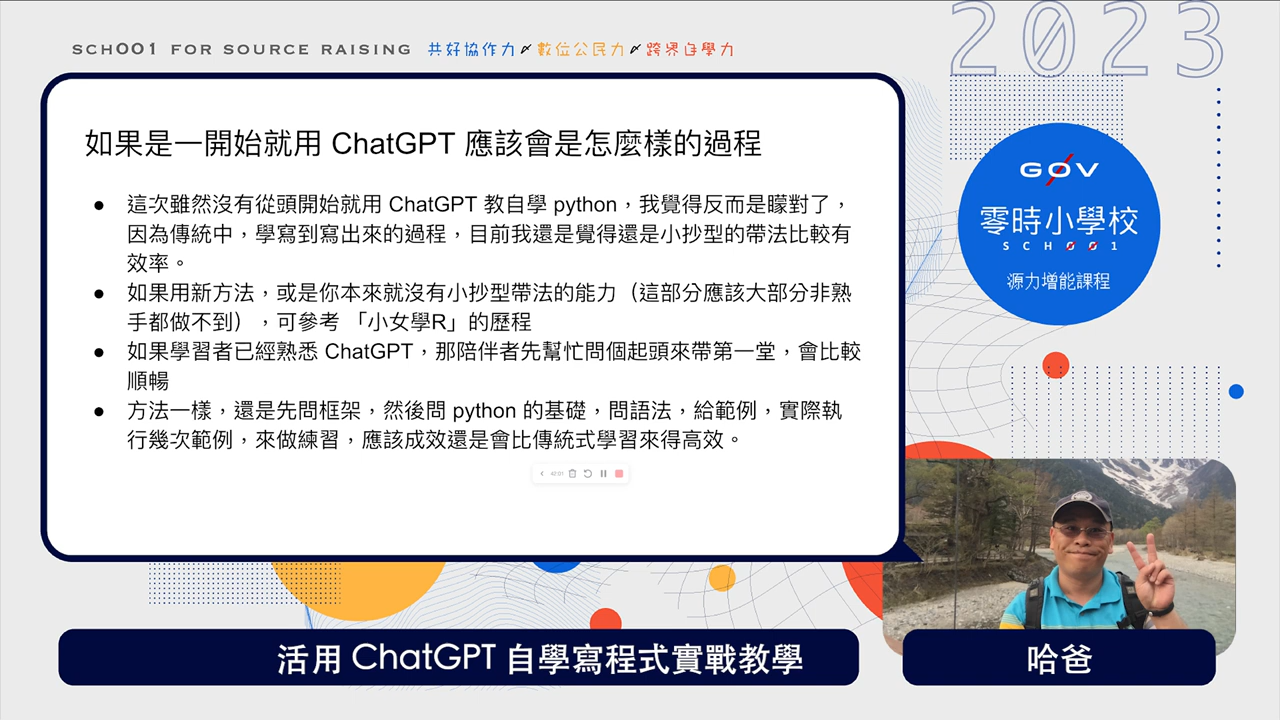 SCH001 FOR SOURCE RAISING 共好協作力 數位公民力 跨界自學力
2023
如果是一開始就用 ChatGPT 應該會是怎麼樣的過程
● 這次雖然沒有從頭開始就用 ChatGPT 教自學 python，我覺得反而是矇對了，
因為傳統中，學寫到寫出來的過程，目前我還是覺得還是小抄型的帶法比較有
效率。
● 如果用新方法，或是你本來就沒有小抄型帶法的能力（這部分應該大部分非熟
手都做不到），可參考 「小女學R」的歷程
● 如果學習者已經熟悉 ChatGPT，那陪伴者先幫忙問個起頭來帶第一堂，會比較
順暢
● 方法一樣，還是先問框架，然後問 python 的基礎，問語法，給範例，實際執
行幾次範例，來做練習，應該成效還是會比傳統式學習來得高效。
42:01
G0V
零時小學校
SCH001
源力增能課程
活用 ChatGPT 自學寫程式實戰教學
哈爸